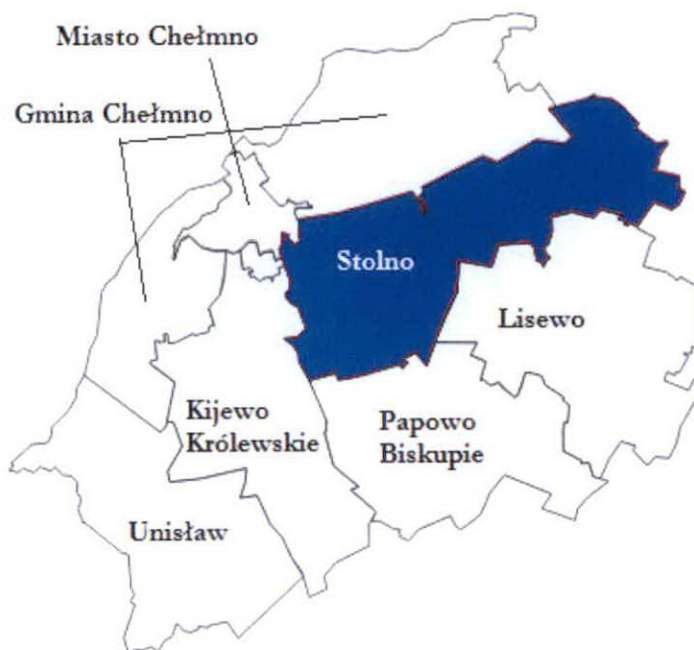 Miasto Chełmno
Gmina Chełmno
Stolno
Lisewo
Kijewo
Królewskie
Papowo
Biskupie
Unisław